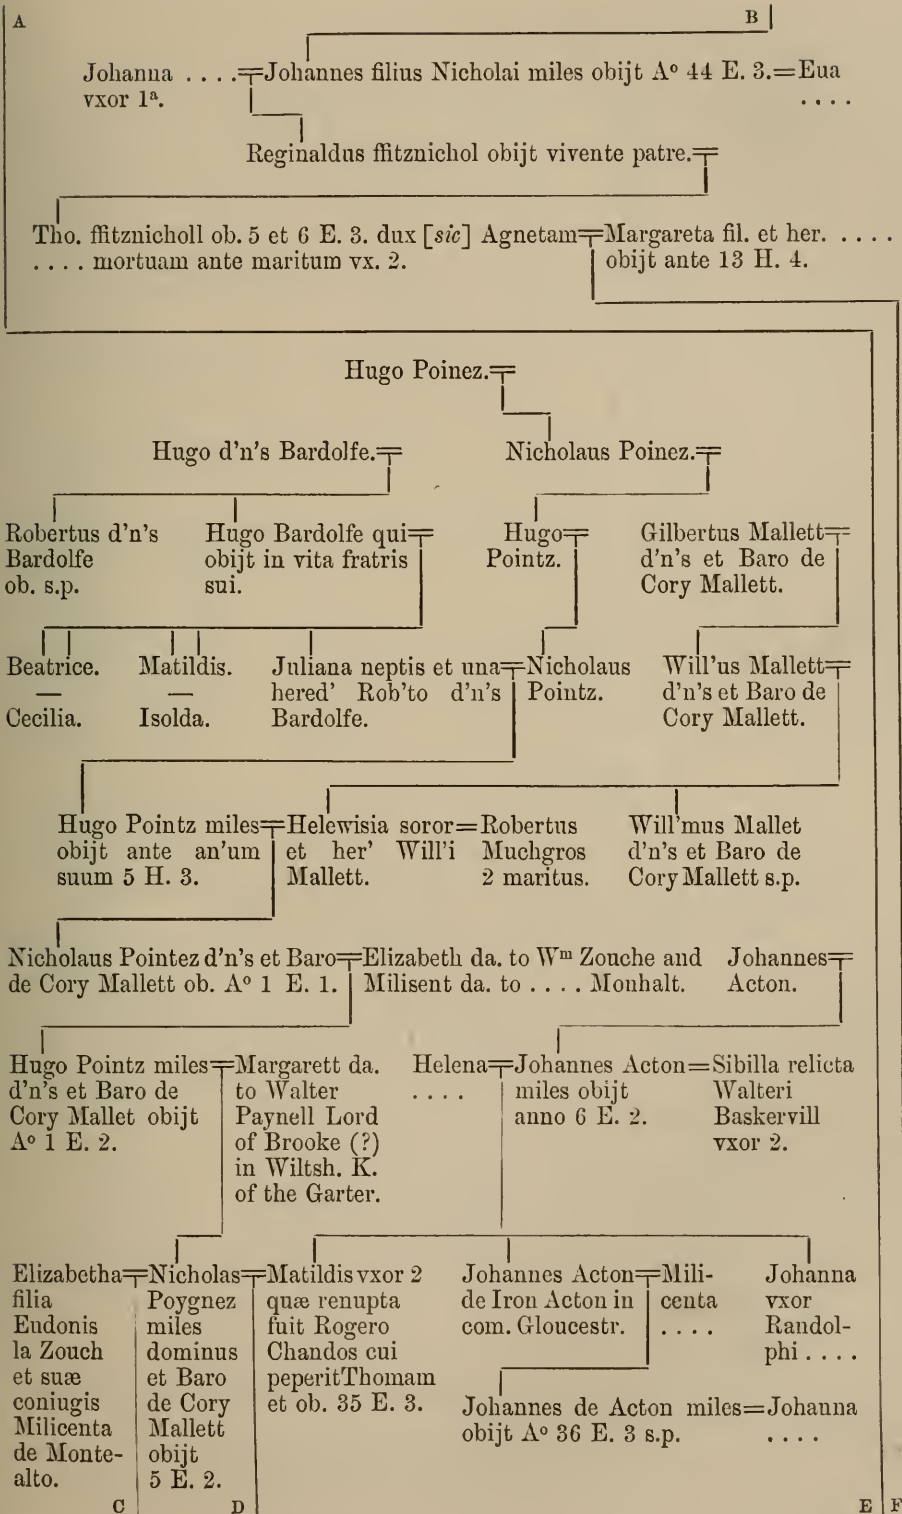 A
B
Johanna . . . .=Johannes filius Nicholai miles obijt Aº 44 E. 3.=Eua
vxor 1ª. . . . .
Reginaldus ffitznichol obijt vivente patre.=
Tho. ffitznicholl ob. 5 et 6 E. 3. dux [sic] Agnetam=Margareta fil. et her. . . . .
. . . . mortuam ante maritum vx. 2. obijt ante 13 H. 4.
Hugo Poinez.=
Hugo d'n's Bardolfe.= Nicholaus Poinez.=
Robertus d'n's
Bardolfe
ob. s.p.
Hugo Bardolfe qui=
obijt in vita fratris
sui.
Hugo=
Pointz.
Gilbertus Mallett=
d'n's et Baro de
Cory Mallett.
Beatrice.
—
Cecilia.
Matildis.
—
Isolda.
Juliana neptis et una=
hered' Rob'to d'n's
Bardolfe.
Nicholaus
Pointz.
Will'us Mallett=
d'n's et Baro de
Cory Mallett.
Hugo Pointz miles=
obijt ante an'um
suum 5 H. 3.
Helewisia soror=
et her' Will'i
Mallett.
Robertus
Muchgros
2 maritus.
Will'mus Mallet
d'n's et Baro de
Cory Mallett s.p.
Nicholaus Pointez d'n's et Baro=
de Cory Mallett ob. Aº 1 E. 1.
Elizabeth da. to Wm Zouche and
Milisent da. to . . . . Monhalt.
Johannes=
Acton.
Hugo Pointz miles=
d'n's et Baro de
Cory Mallet obijt
Aº 1 E. 2.
Margarett da.
to Walter
Paynell Lord
of Brooke (?)
in Wiltsh. K.
of the Garter.
Helena=
. . . .
Johannes Acton=
miles obijt
anno 6 E. 2.
Sibilla relicta
Walteri
Baskervill
vxor 2.
Elizabetha=
filia
Eudonis
la Zouch
et suæ
coniugis
Milicenta
de Monte-
alto.
Nicholas=
Poygnez
miles
dominus
et Baro
de Cory
Mallett
obijt
5 E. 2.
Matildis vxor 2
quæ renupta
fuit Rogero
Chandos cui
peperit Thomam
et ob. 35 E. 3.
Johannes Acton=
de Iron Acton in
com. Gloucestr.
Mili-
centa
. . . .
Johanna
vxor
Randol-
phi . . . .
Johannes de Acton miles=Johanna
obijt Aº 36 E. 3 s.p. . . . .
C D E F